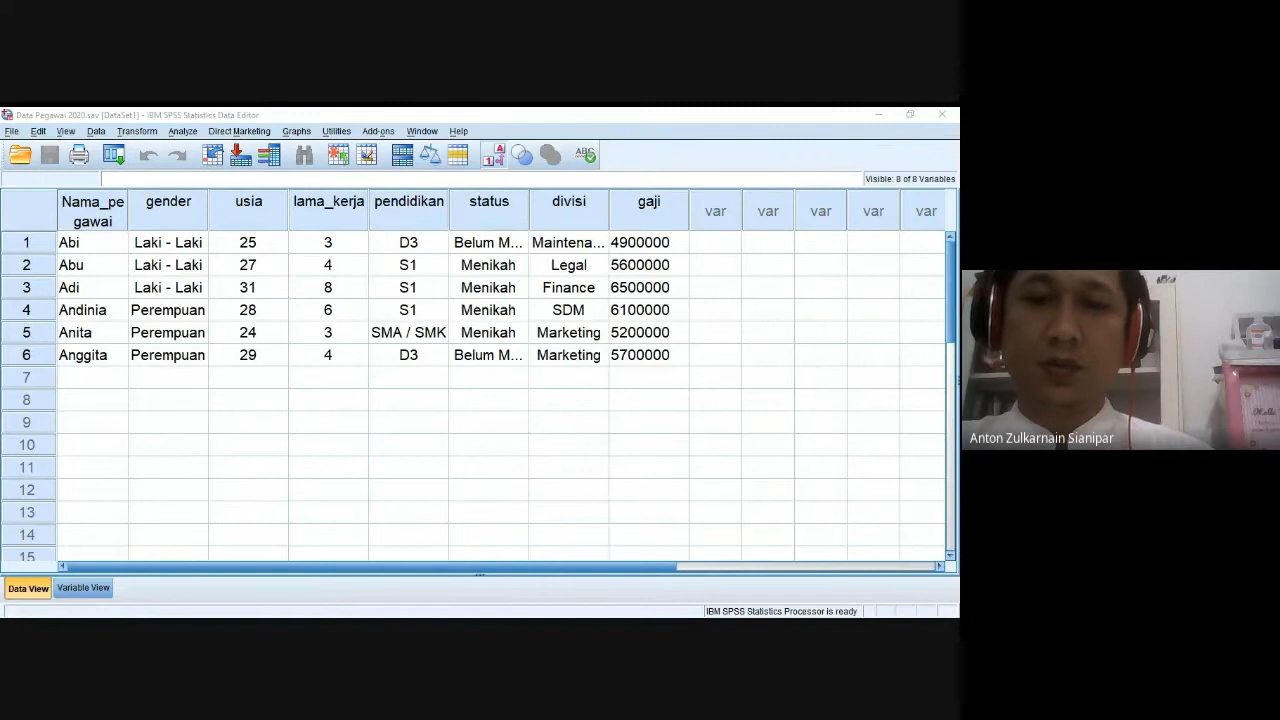 Data Pegawai 2020.sav [DataSet1] - IBM SPSS Statistics Data Editor
File Edit View Data Transform Analyze Direct Marketing Graphs Utilities Add-ons Window Help
Visible: 8 of 8 Variables
Nama_pe
gawai gender usia lama_kerja pendidikan status divisi gaji var var var var var
1 Abi Laki - Laki 25 3 D3 Belum M... Maintena... 4900000
2 Abu Laki - Laki 27 4 S1 Menikah Legal 5600000
3 Adi Laki - Laki 31 8 S1 Menikah Finance 6500000
4 Andinia Perempuan 28 6 S1 Menikah SDM 6100000
5 Anita Perempuan 24 3 SMA / SMK Menikah Marketing 5200000
6 Anggita Perempuan 29 4 D3 Belum M... Marketing 5700000
7
8
9
10
11
12
13
14
15
Data View Variable View
IBM SPSS Statistics Processor is ready
Anton Zulkarnain Sianipar